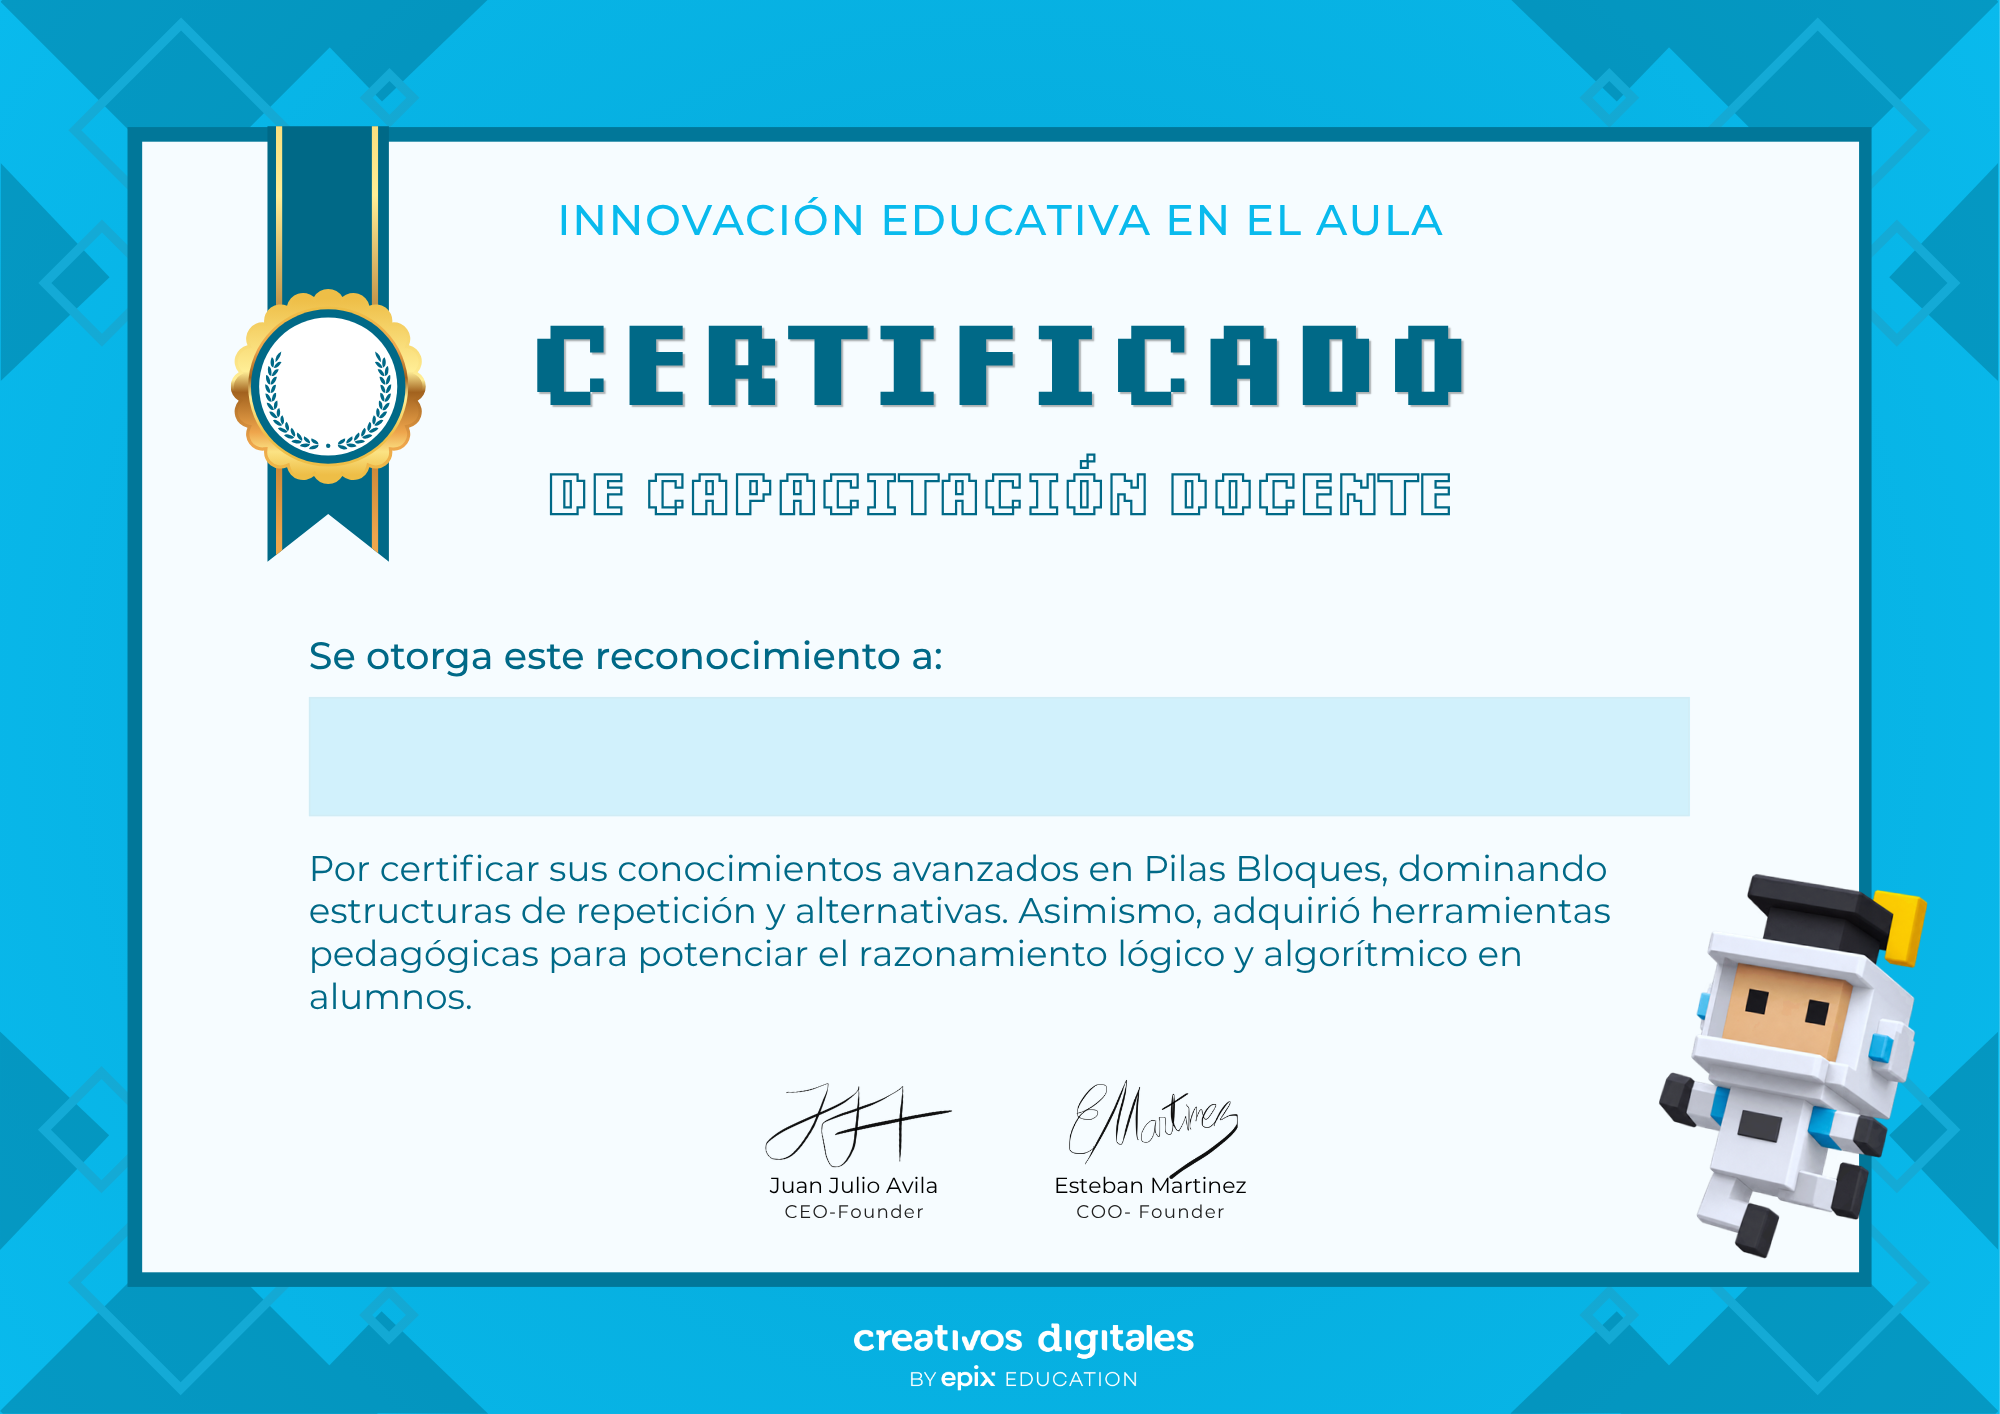 INNOVACIÓN EDUCATIVA EN EL AULA
CERTIFICADO
DE CAPACITACIÓN DOCENTE
Se otorga este reconocimiento a:
Por certificar sus conocimientos avanzados en Pilas Bloques, dominando
estructuras de repetición y alternativas. Asimismo, adquirió herramientas
pedagógicas para potenciar el razonamiento lógico y algorítmico en
alumnos.
EMartinez
Juan Julio Avila
CEO-Founder
Esteban Martinez
COO- Founder
creativos digitales
BY epix EDUCATION